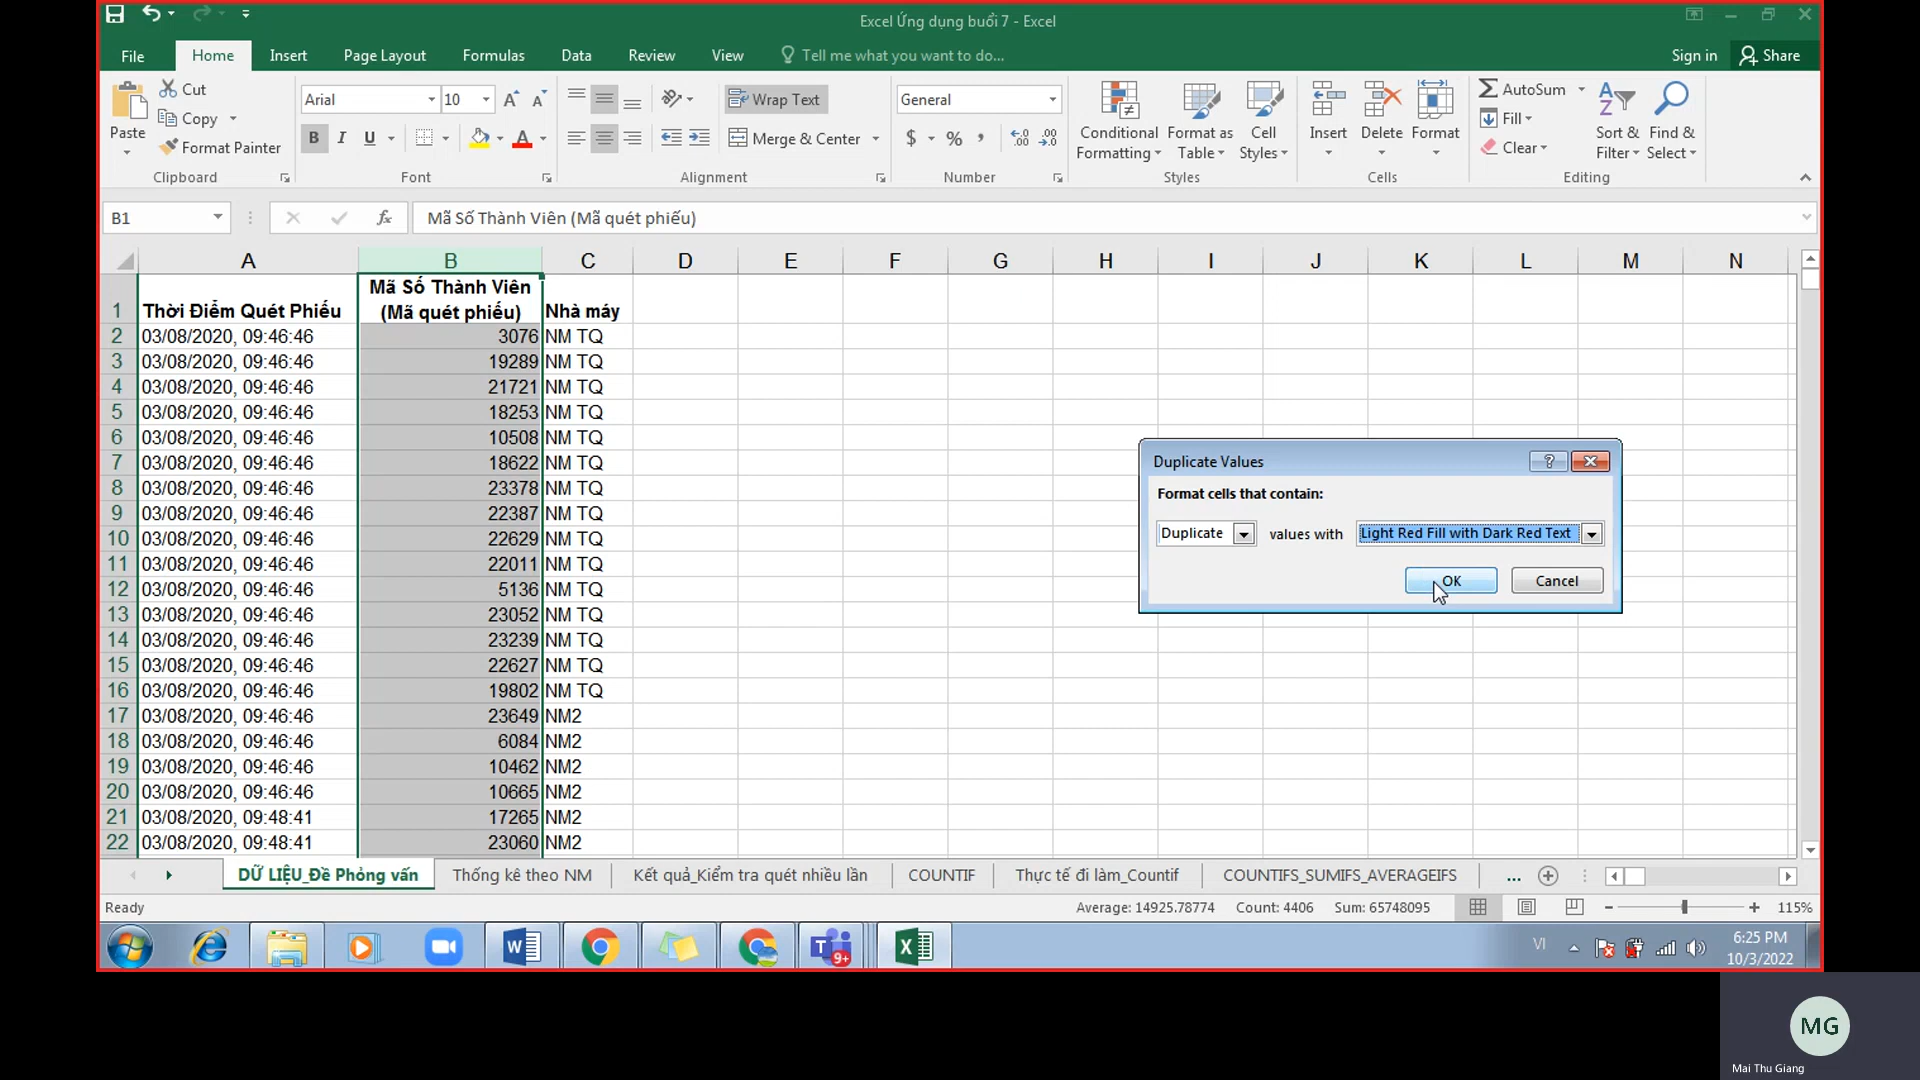 Excel Ứng dụng buổi 7 - Excel
File Home Insert Page Layout Formulas Data Review View Tell me what you want to do... Sign in Share
Paste Cut Copy Format Painter Clipboard
Arial 10 B I U Font
Wrap Text Merge & Center Alignment
General $ % Number
Conditional Formatting Format as Table Cell Styles Styles
Insert Delete Format Cells
AutoSum Fill Clear Sort & Filter Find & Select Editing
B1 fx Mã Số Thành Viên (Mã quét phiếu)
A B C D E F G H I J K L M N
1 Thời Điểm Quét Phiếu Mã Số Thành Viên (Mã quét phiếu) Nhà máy
2 03/08/2020, 09:46:46 3076 NM TQ
3 03/08/2020, 09:46:46 19289 NM TQ
4 03/08/2020, 09:46:46 21721 NM TQ
5 03/08/2020, 09:46:46 18253 NM TQ
6 03/08/2020, 09:46:46 10508 NM TQ
7 03/08/2020, 09:46:46 18622 NM TQ
8 03/08/2020, 09:46:46 23378 NM TQ
9 03/08/2020, 09:46:46 22387 NM TQ
10 03/08/2020, 09:46:46 22629 NM TQ
11 03/08/2020, 09:46:46 22011 NM TQ
12 03/08/2020, 09:46:46 5136 NM TQ
13 03/08/2020, 09:46:46 23052 NM TQ
14 03/08/2020, 09:46:46 23239 NM TQ
15 03/08/2020, 09:46:46 22627 NM TQ
16 03/08/2020, 09:46:46 19802 NM TQ
17 03/08/2020, 09:46:46 23649 NM2
18 03/08/2020, 09:46:46 6084 NM2
19 03/08/2020, 09:46:46 10462 NM2
20 03/08/2020, 09:46:46 10665 NM2
21 03/08/2020, 09:48:41 17265 NM2
22 03/08/2020, 09:48:41 23060 NM2
Duplicate Values
Format cells that contain:
Duplicate values with Light Red Fill with Dark Red Text
OK Cancel
DỮ LIỆU_Đề Phỏng vấn Thống kê theo NM Kết quả_Kiểm tra quét nhiều lần COUNTIF Thực tế đi làm_Countif COUNTIFS_SUMIFS_AVERAGEIFS ...
Ready Average: 14925.78774 Count: 4406 Sum: 65748095 115%
9+ VI 6:25 PM
10/3/2022
MG
Mai Thu Giang